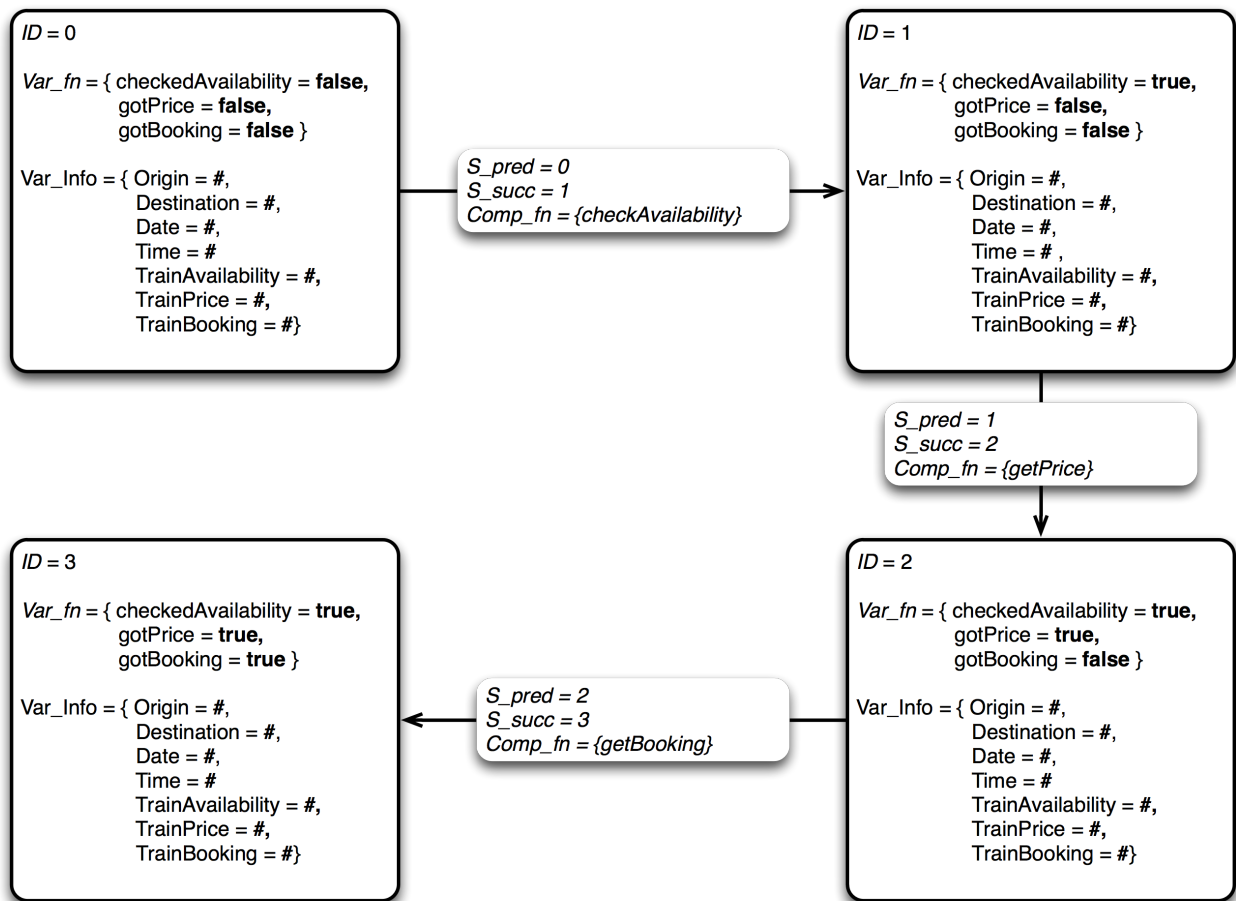 ID = 0
Var_fn = { checkedAvailability = false,
gotPrice = false,
gotBooking = false }
Var_Info = { Origin = #,
Destination = #,
Date = #,
Time = #
TrainAvailability = #,
TrainPrice = #,
TrainBooking = #}
S_pred = 0
S_succ = 1
Comp_fn = {checkAvailability}
ID = 1
Var_fn = { checkedAvailability = true,
gotPrice = false,
gotBooking = false }
Var_Info = { Origin = #,
Destination = #,
Date = #,
Time = # ,
TrainAvailability = #,
TrainPrice = #,
TrainBooking = #}
S_pred = 1
S_succ = 2
Comp_fn = {getPrice}
ID = 2
Var_fn = { checkedAvailability = true,
gotPrice = true,
gotBooking = false }
Var_Info = { Origin = #,
Destination = #,
Date = #,
Time = #
TrainAvailability = #,
TrainPrice = #,
TrainBooking = #}
S_pred = 2
S_succ = 3
Comp_fn = {getBooking}
ID = 3
Var_fn = { checkedAvailability = true,
gotPrice = true,
gotBooking = true }
Var_Info = { Origin = #,
Destination = #,
Date = #,
Time = #
TrainAvailability = #,
TrainPrice = #,
TrainBooking = #}